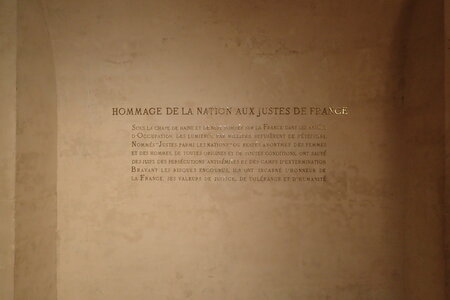 HOMMAGE DE LA NATION AUX JUSTES DE FRANCE
SOUS LA CHAPE DE HAINE ET DE NUIT TOMBÉE SUR LA FRANCE DANS LES ANNÉES
D'OCCUPATION, DES LUMIÈRES, PAR MILLIERS, REFUSÈRENT DE S'ÉTEINDRE.
NOMMÉS "JUSTES PARMI LES NATIONS" OU RESTÉS ANONYMES, DES FEMMES
ET DES HOMMES, DE TOUTES ORIGINES ET DE TOUTES CONDITIONS, ONT SAUVÉ
DES JUIFS DES PERSÉCUTIONS ANTISÉMITES ET DES CAMPS D'EXTERMINATION.
BRAVANT LES RISQUES ENCOURUS, ILS ONT INCARNÉ L'HONNEUR DE
LA FRANCE, SES VALEURS DE JUSTICE, DE TOLÉRANCE ET D'HUMANITÉ